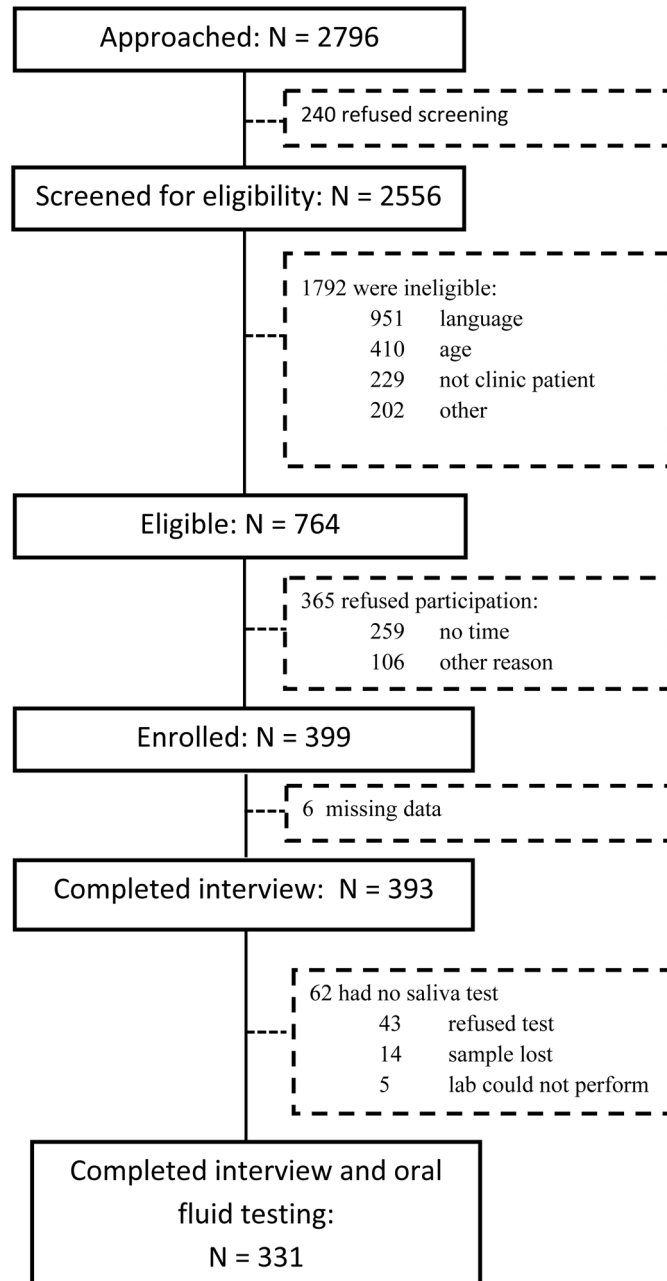 Approached: N = 2796
240 refused screening
Screened for eligibility: N = 2556
1792 were ineligible:
951 language
410 age
229 not clinic patient
202 other
Eligible: N = 764
365 refused participation:
259 no time
106 other reason
Enrolled: N = 399
6 missing data
Completed interview: N = 393
62 had no saliva test
43 refused test
14 sample lost
5 lab could not perform
Completed interview and oral
fluid testing:
N = 331